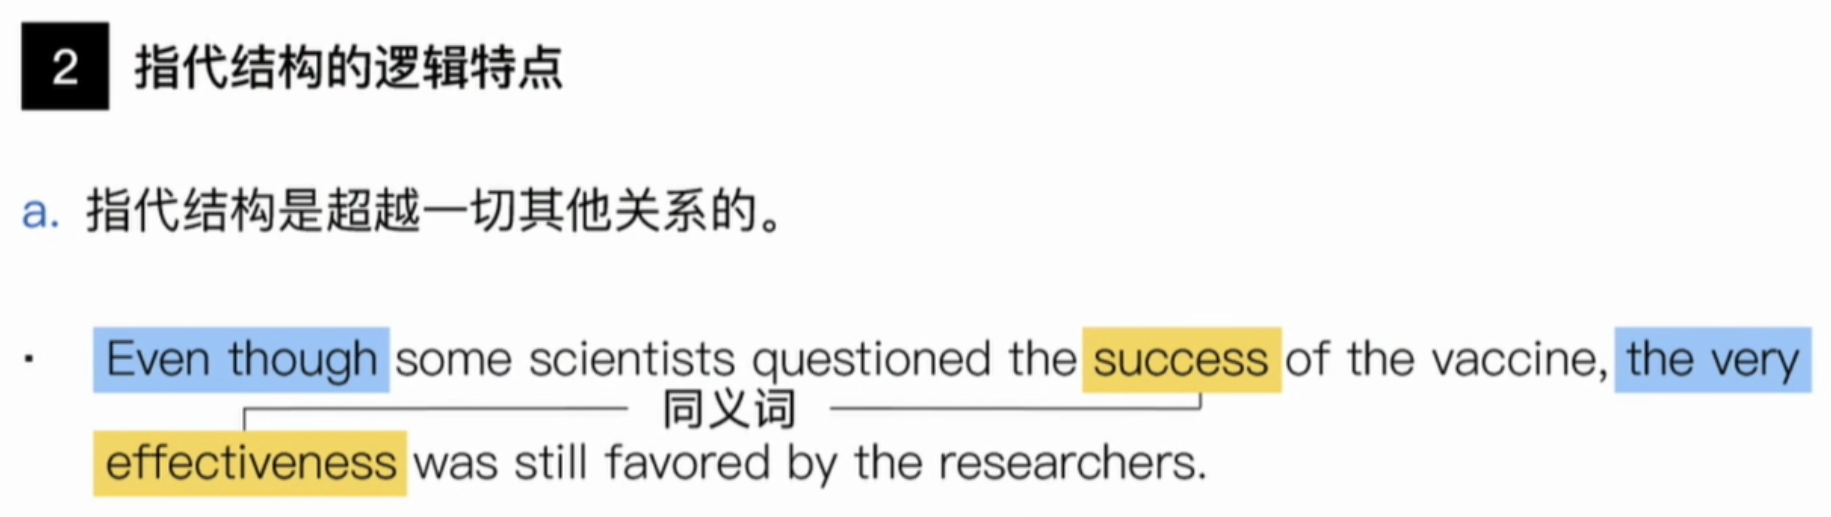 2 指代结构的逻辑特点
a. 指代结构是超越一切其他关系的。
· Even though some scientists questioned the success of the vaccine, the very
同义词
effectiveness was still favored by the researchers.